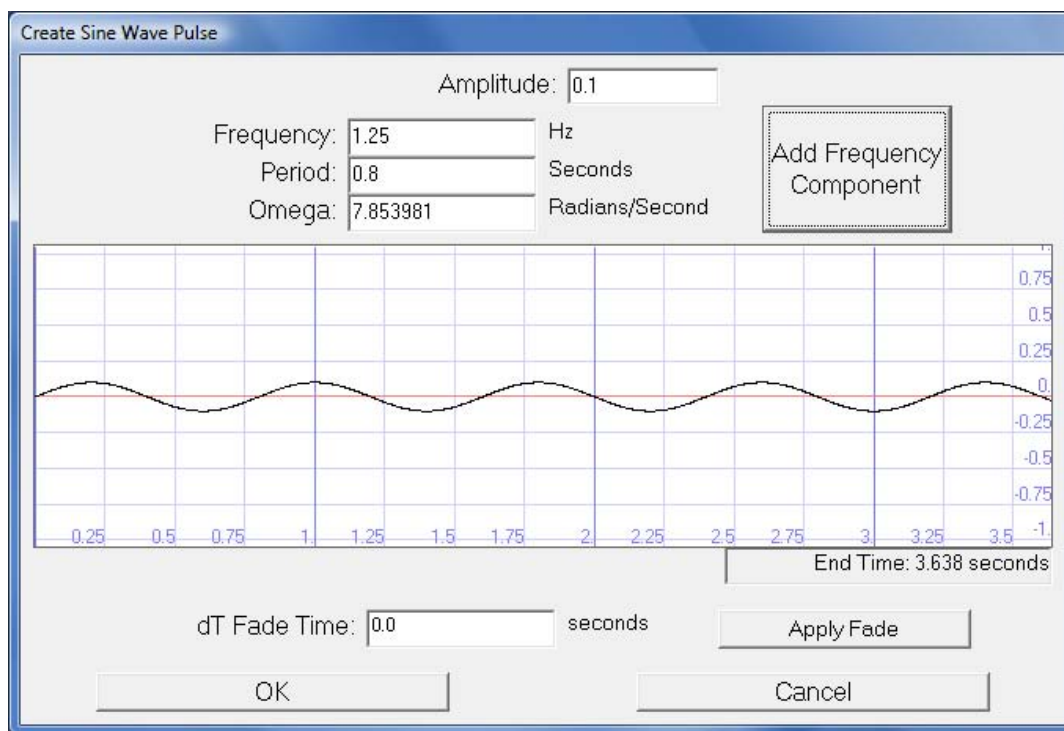 Create Sine Wave Pulse
Amplitude: 0.1
Frequency: 1.25 Hz
Period: 0.8 Seconds
Omega: 7.853981 Radians/Second
Add Frequency
Component
1.
0.75
0.5
0.25
0.
-0.25
-0.5
-0.75
-1.
0.25 0.5 0.75 1. 1.25 1.5 1.75 2. 2.25 2.5 2.75 3. 3.25 3.5
End Time: 3.638 seconds
dT Fade Time: 0.0 seconds
Apply Fade
OK
Cancel